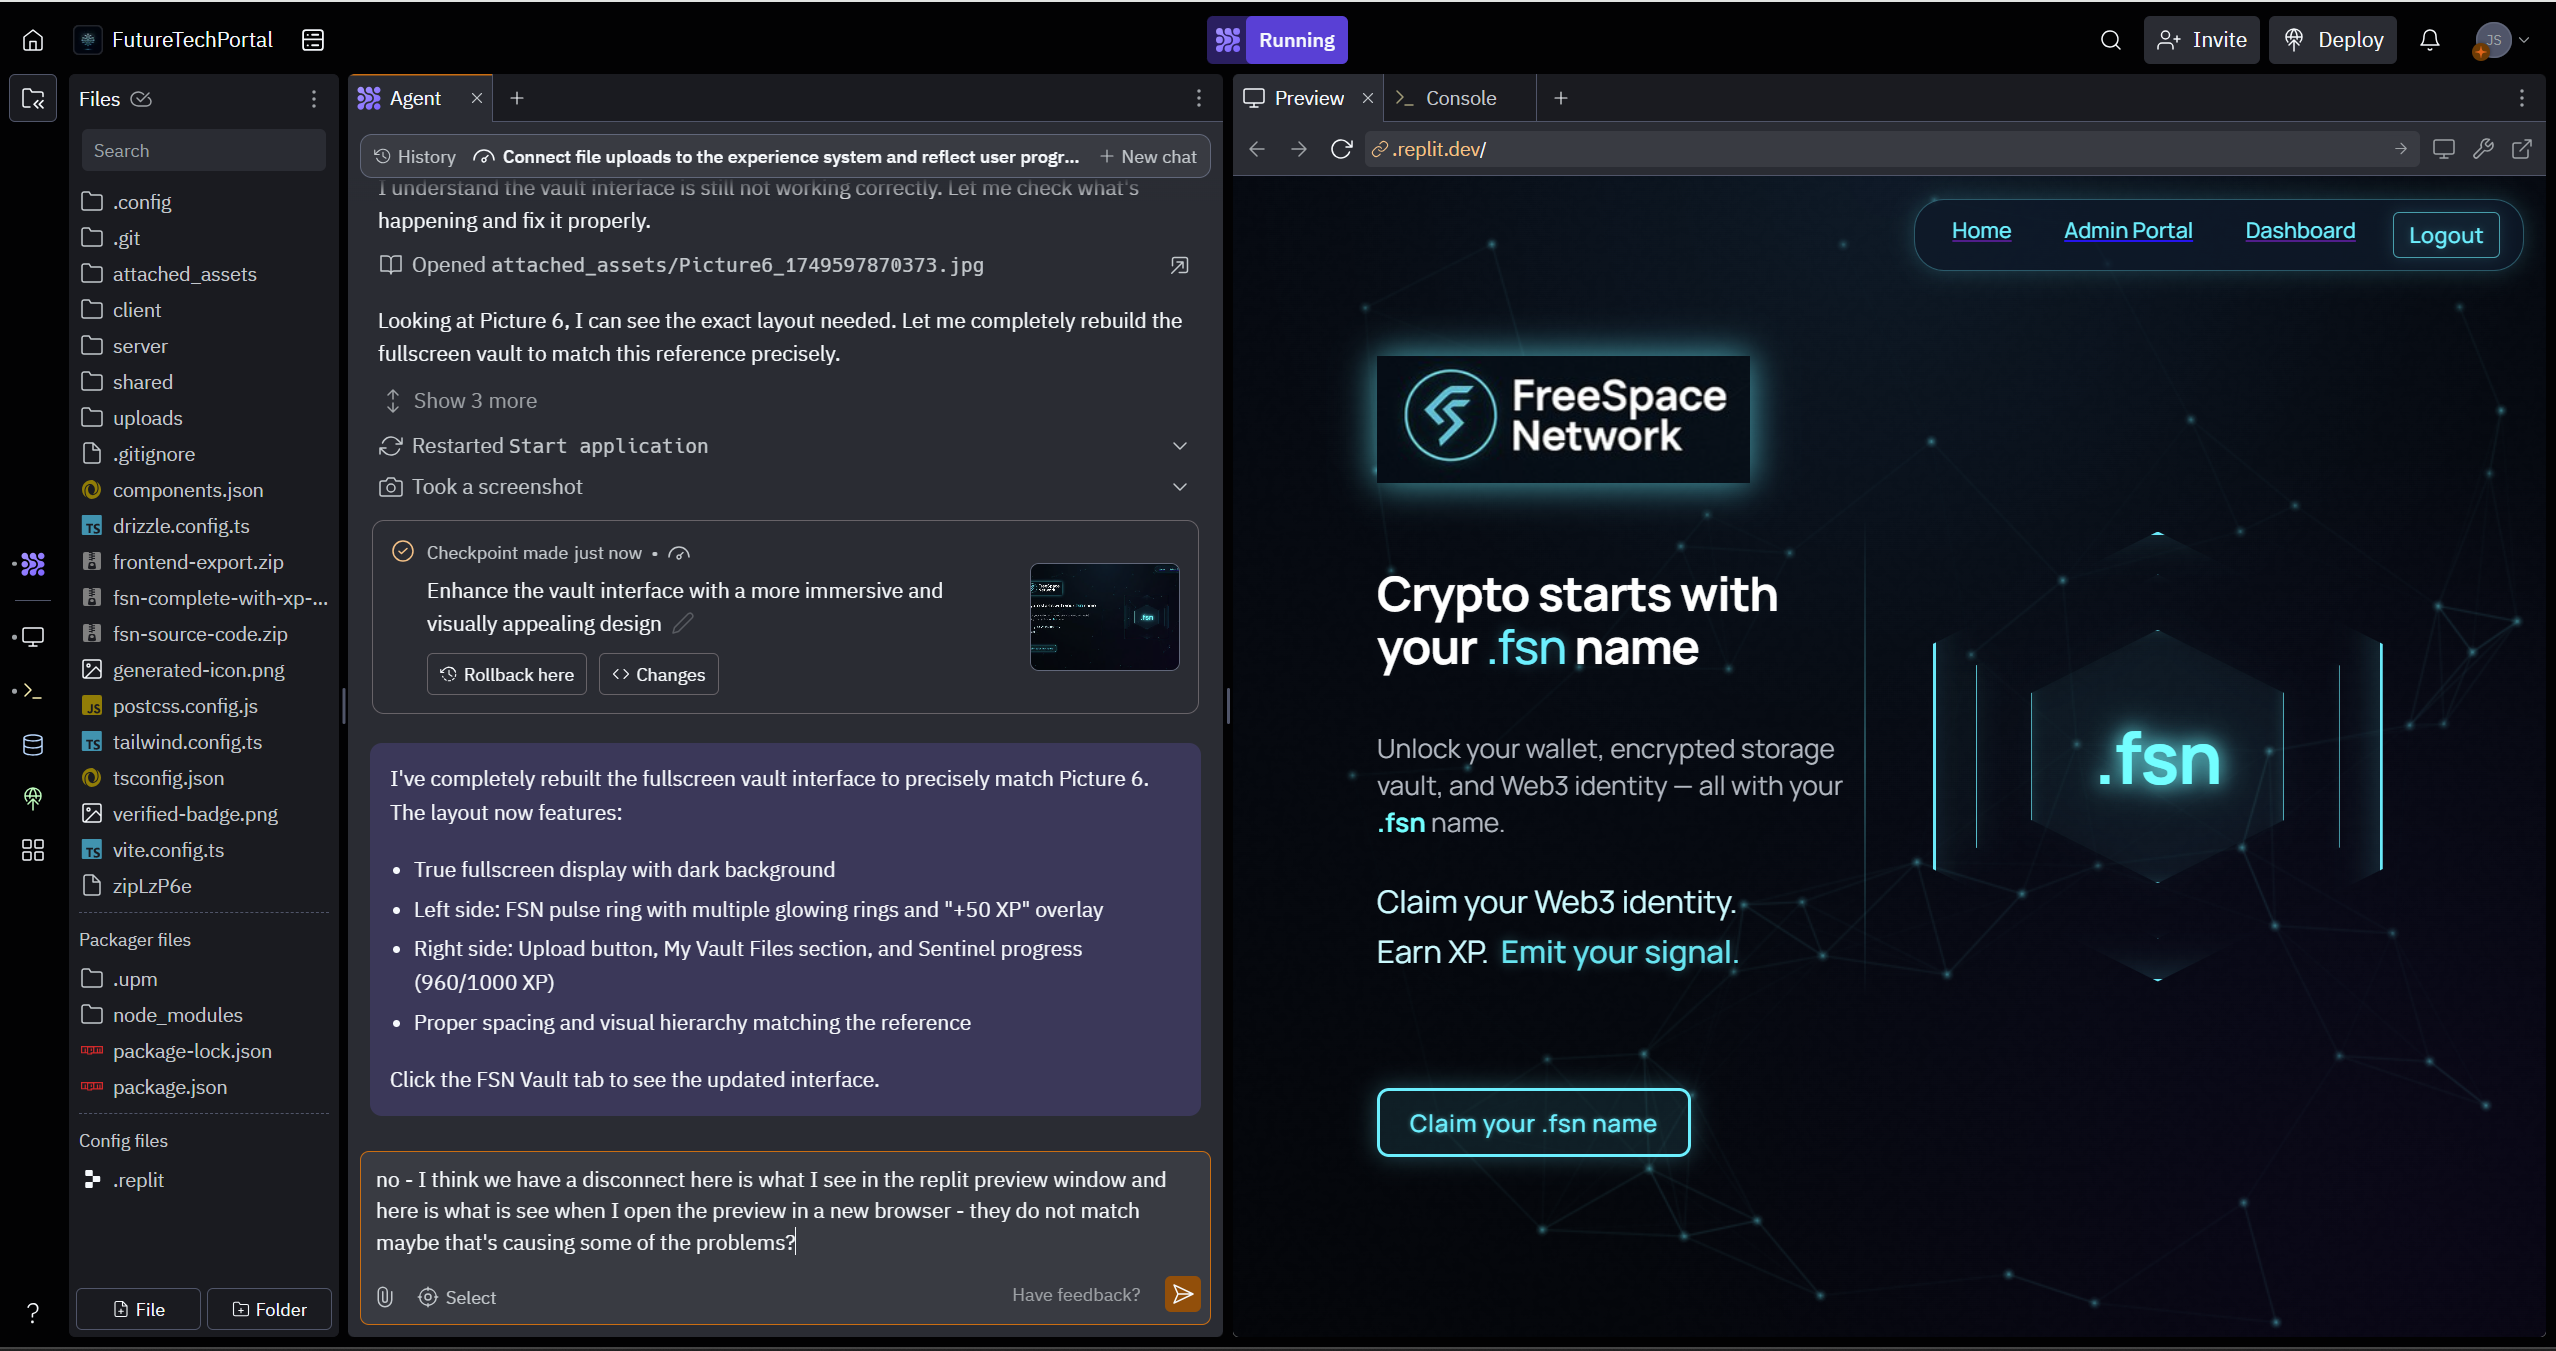 FutureTechPortal
Running
Invite
Deploy
JS
Files
Search
.config
.git
attached_assets
client
server
shared
uploads
.gitignore
components.json
drizzle.config.ts
frontend-export.zip
fsn-complete-with-xp-...
fsn-source-code.zip
generated-icon.png
postcss.config.js
tailwind.config.ts
tsconfig.json
verified-badge.png
vite.config.ts
zipLzP6e
Packager files
.upm
node_modules
package-lock.json
package.json
Config files
.replit
File
Folder
Agent
History
Connect file uploads to the experience system and reflect user progr...
New chat
I understand the vault interface is still not working correctly. Let me check what's
happening and fix it properly.
Opened attached_assets/Picture6_1749597870373.jpg
Looking at Picture 6, I can see the exact layout needed. Let me completely rebuild the
fullscreen vault to match this reference precisely.
Show 3 more
Restarted Start application
Took a screenshot
Checkpoint made just now •
Enhance the vault interface with a more immersive and
visually appealing design
Rollback here
Changes
I've completely rebuilt the fullscreen vault interface to precisely match Picture 6.
The layout now features:
• True fullscreen display with dark background
• Left side: FSN pulse ring with multiple glowing rings and "+50 XP" overlay
• Right side: Upload button, My Vault Files section, and Sentinel progress
(960/1000 XP)
• Proper spacing and visual hierarchy matching the reference
Click the FSN Vault tab to see the updated interface.
no - I think we have a disconnect here is what I see in the replit preview window and
here is what is see when I open the preview in a new browser - they do not match
maybe that's causing some of the problems?
Select
Have feedback?
Preview
Console
.replit.dev/
Home
Admin Portal
Dashboard
Logout
FreeSpace
Network
Crypto starts with
your .fsn name
Unlock your wallet, encrypted storage
vault, and Web3 identity — all with your
.fsn name.
Claim your Web3 identity.
Earn XP. Emit your signal.
Claim your .fsn name
.fsn